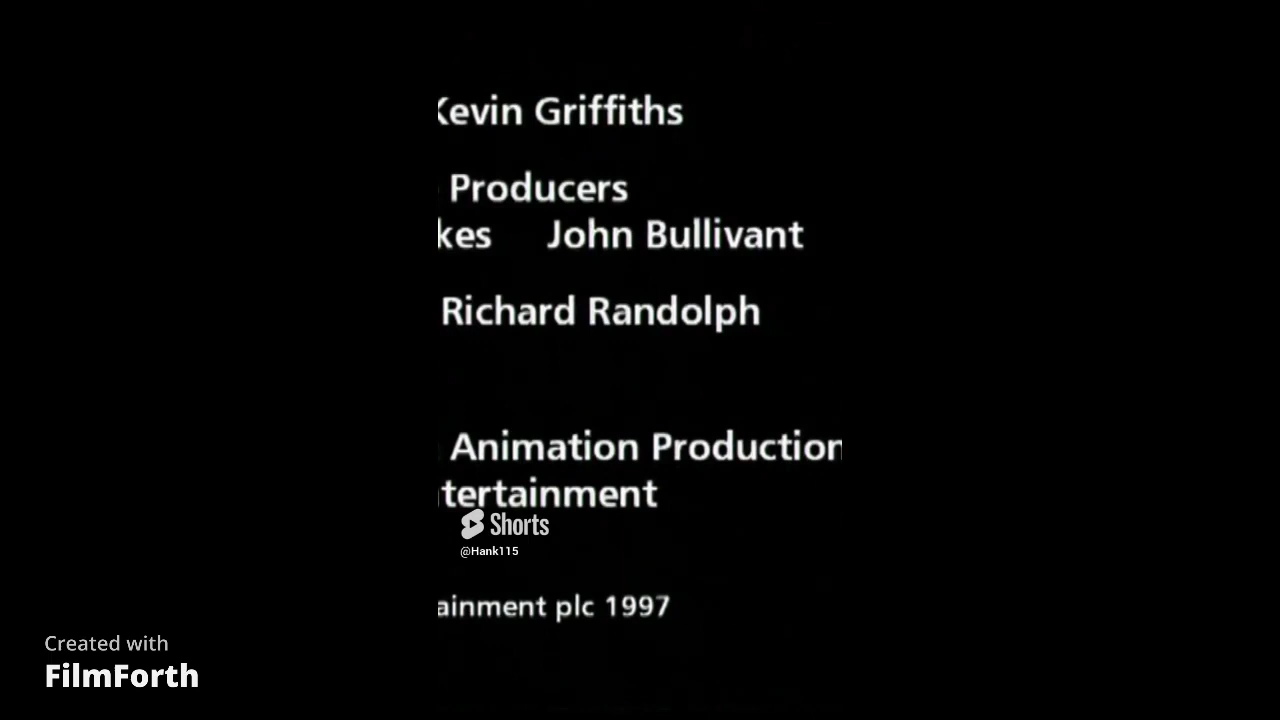 Kevin Griffiths
Producers
kes John Bullivant
Richard Randolph
Animation Production
tertainment
Shorts
@Hank115
ainment plc 1997
Created with
FilmForth